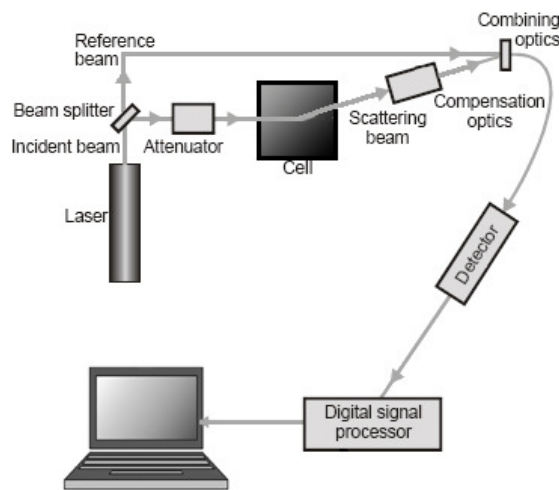 Combining
optics
Reference
beam
Beam splitter
Incident beam
Attenuator
Cell
Scattering
beam
Compensation
optics
Laser
Detector
Digital signal
processor